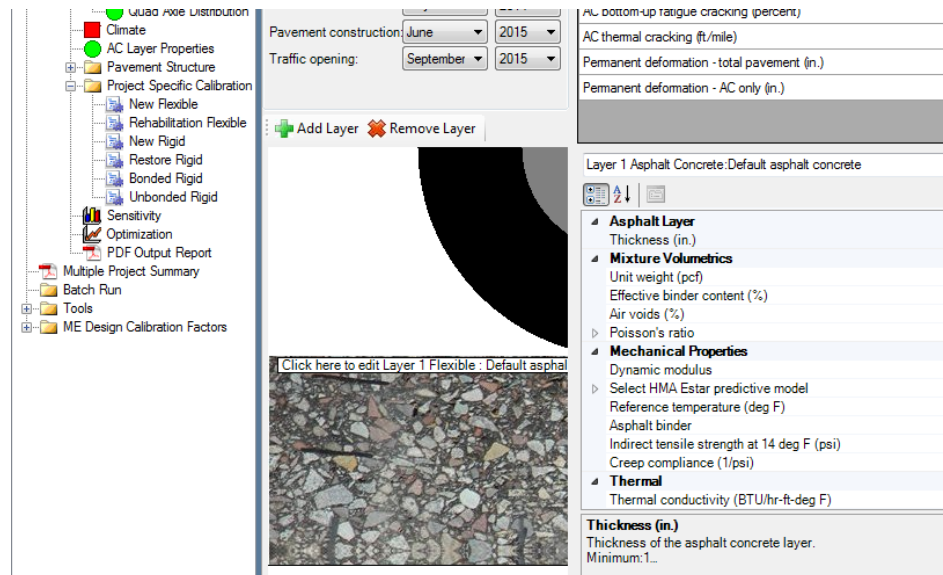 Quad Axle Distribution
Climate
AC Layer Properties
Pavement Structure
Project Specific Calibration
New Flexible
Rehabilitation Flexible
New Rigid
Restore Rigid
Bonded Rigid
Unbonded Rigid
Sensitivity
Optimization
PDF Output Report
Multiple Project Summary
Batch Run
Tools
ME Design Calibration Factors
Pavement construction: June 2015
Traffic opening: September 2015
Add Layer Remove Layer
Click here to edit Layer 1 Flexible : Default asphal
AC bottom-up fatigue cracking (percent)
AC thermal cracking (ft/mile)
Permanent deformation - total pavement (in.)
Permanent deformation - AC only (in.)
Layer 1 Asphalt Concrete:Default asphalt concrete
Asphalt Layer
Thickness (in.)
Mixture Volumetrics
Unit weight (pcf)
Effective binder content (%)
Air voids (%)
Poisson's ratio
Mechanical Properties
Dynamic modulus
Select HMA Estar predictive model
Reference temperature (deg F)
Asphalt binder
Indirect tensile strength at 14 deg F (psi)
Creep compliance (1/psi)
Thermal
Thermal conductivity (BTU/hr-ft-deg F)
Thickness (in.)
Thickness of the asphalt concrete layer.
Minimum:1...